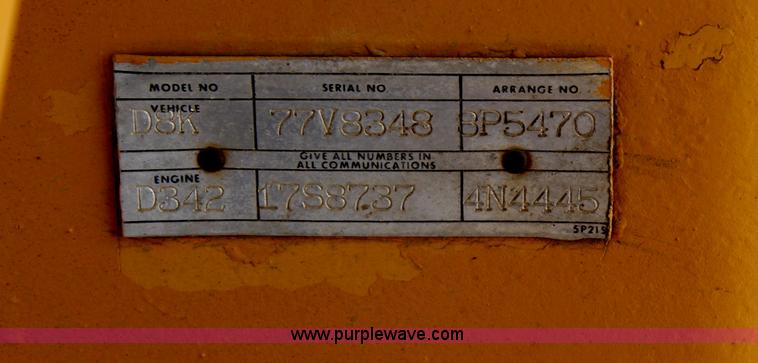 MODEL NO SERIAL NO ARRANGE NO
VEHICLE
D8K 77V8348 8P5470
GIVE ALL NUMBERS IN
ALL COMMUNICATIONS
ENGINE
D342 17S8737 4N4445
5P215
www.purplewave.com